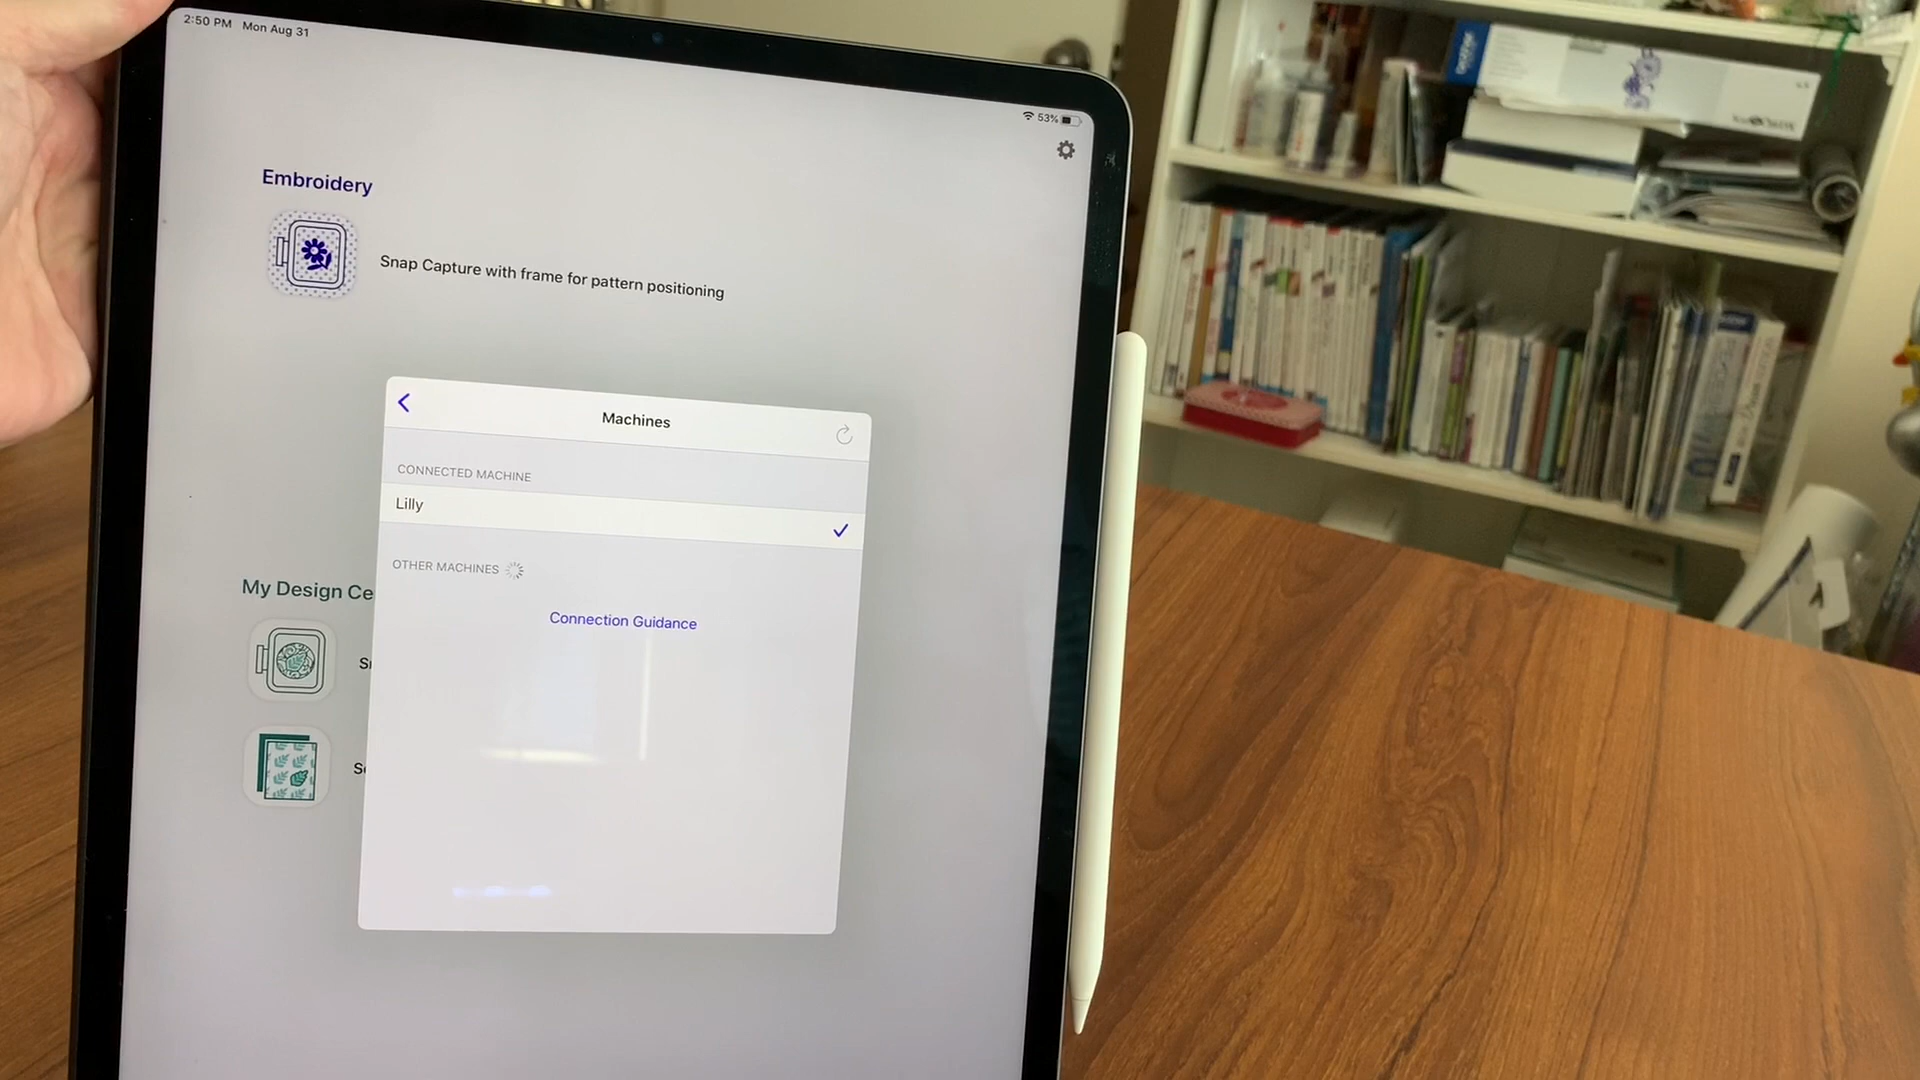 2:50 PM Mon Aug 31
53%
Embroidery
Snap Capture with frame for pattern positioning
Machines
CONNECTED MACHINE
Lilly
OTHER MACHINES
Connection Guidance
My Design Ce
brother